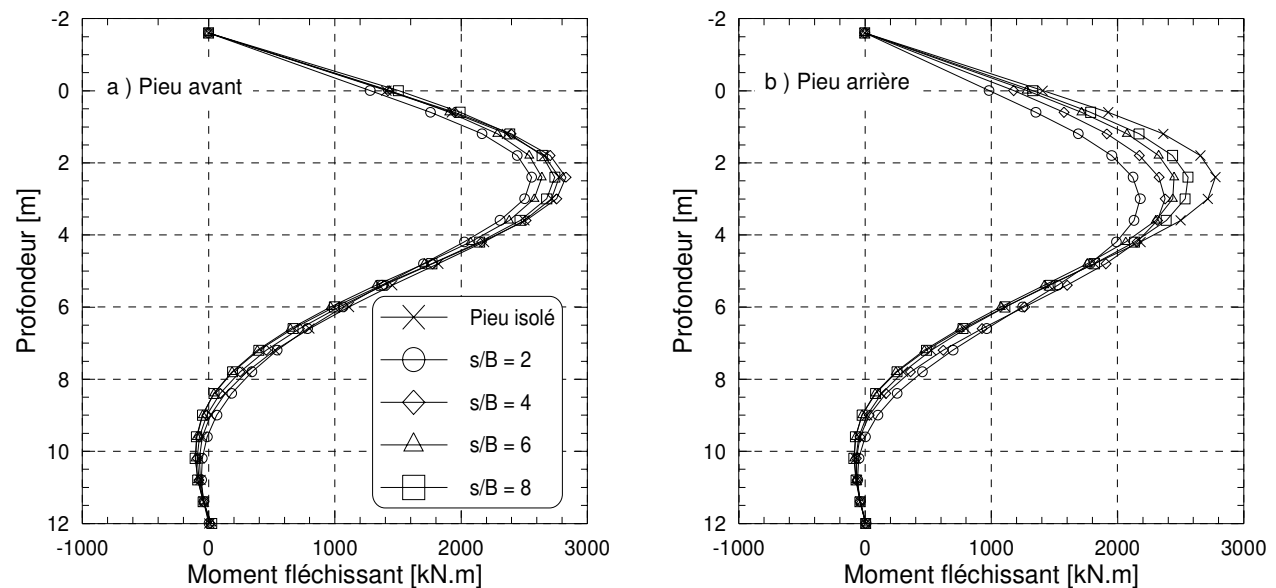 -2
0
2
4
6
8
10
12
-1000 0 1000 2000 3000
Profondeur [m]
Moment fléchissant [kN.m]
a ) Pieu avant
Pieu isolé
s/B = 2
s/B = 4
s/B = 6
s/B = 8
-2
0
2
4
6
8
10
12
-1000 0 1000 2000 3000
Profondeur [m]
Moment fléchissant [kN.m]
b ) Pieu arrière